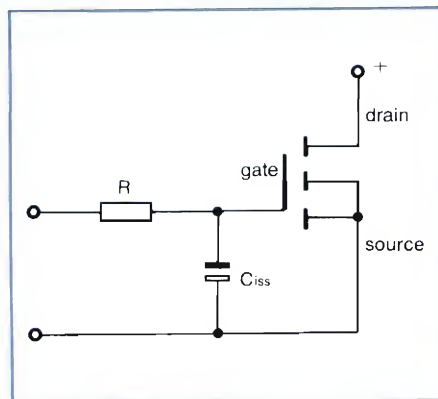 +
drain
gate
R
source
Ciss